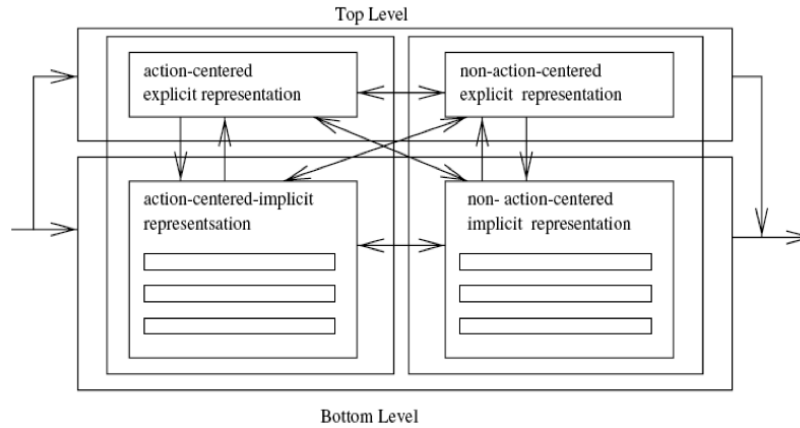 Top Level
action-centered
explicit representation
non-action-centered
explicit representation
action-centered-implicit
representsation
non- action-centered
implicit representation
Bottom Level